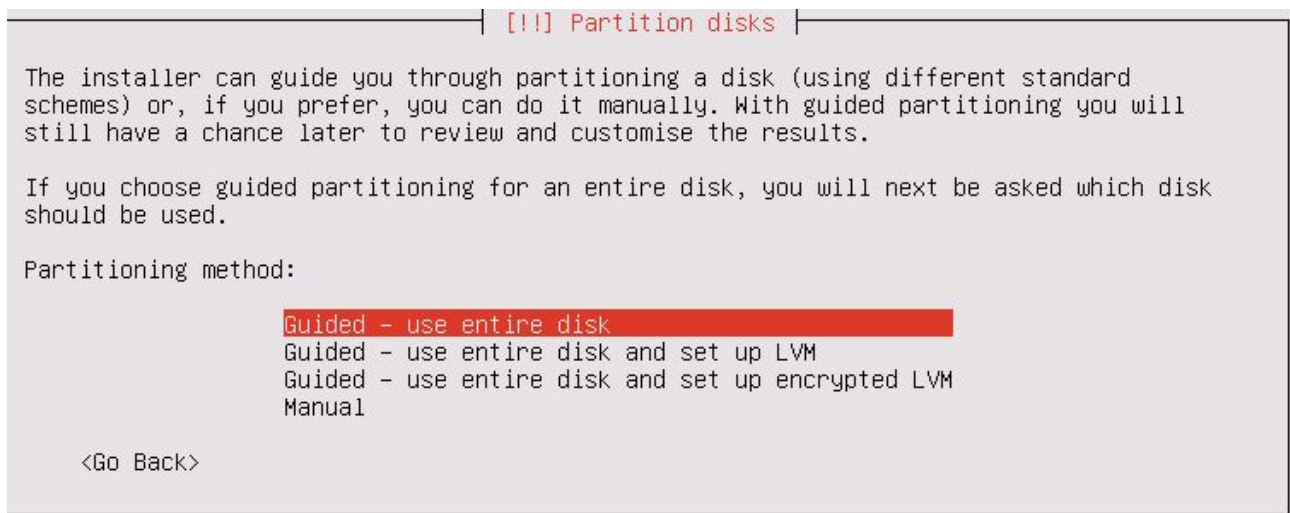 [!!] Partition disks
The installer can guide you through partitioning a disk (using different standard
schemes) or, if you prefer, you can do it manually. With guided partitioning you will
still have a chance later to review and customise the results.
If you choose guided partitioning for an entire disk, you will next be asked which disk
should be used.
Partitioning method:
Guided – use entire disk
Guided – use entire disk and set up LVM
Guided – use entire disk and set up encrypted LVM
Manual
<Go Back>